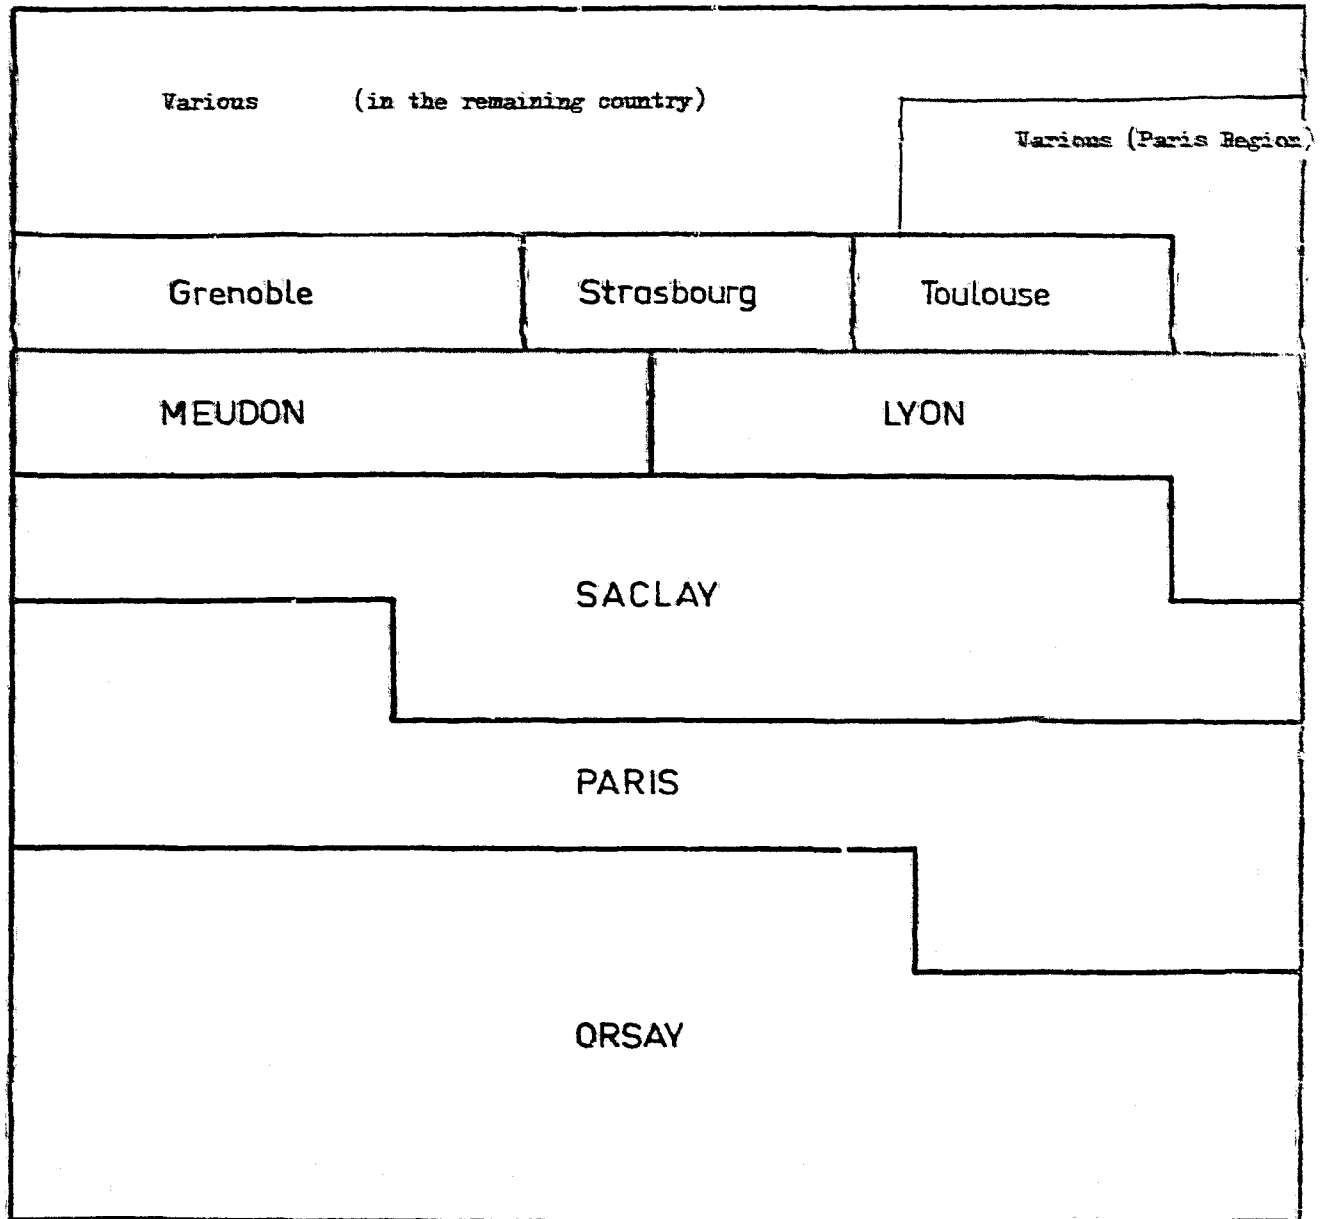 Various (in the remaining country)
Various (Paris Region)
Grenoble Strasbourg Toulouse
MEUDON LYON
SACLAY
PARIS
ORSAY